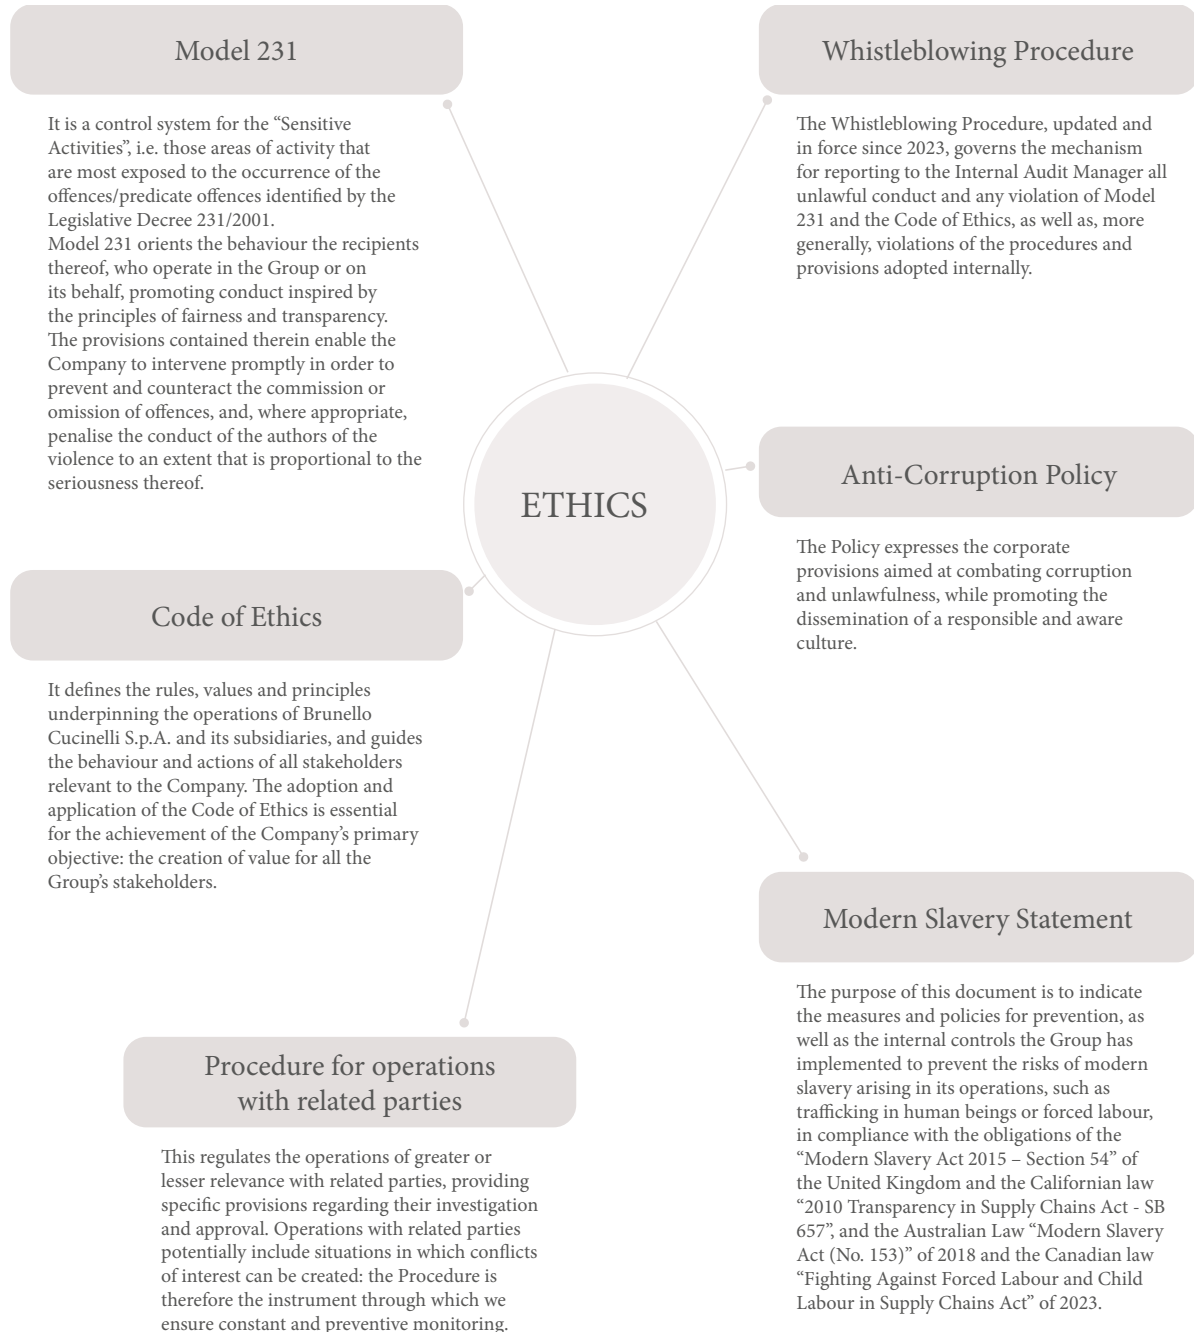 Model 231
It is a control system for the “Sensitive
Activities”, i.e. those areas of activity that
are most exposed to the occurrence of the
offences/predicate offences identified by the
Legislative Decree 231/2001.
Model 231 orients the behaviour the recipients
thereof, who operate in the Group or on
its behalf, promoting conduct inspired by
the principles of fairness and transparency.
The provisions contained therein enable the
Company to intervene promptly in order to
prevent and counteract the commission or
omission of offences, and, where appropriate,
penalise the conduct of the authors of the
violence to an extent that is proportional to the
seriousness thereof.
Whistleblowing Procedure
The Whistleblowing Procedure, updated and
in force since 2023, governs the mechanism
for reporting to the Internal Audit Manager all
unlawful conduct and any violation of Model
231 and the Code of Ethics, as well as, more
generally, violations of the procedures and
provisions adopted internally.
ETHICS
Anti-Corruption Policy
The Policy expresses the corporate
provisions aimed at combating corruption
and unlawfulness, while promoting the
dissemination of a responsible and aware
culture.
Code of Ethics
It defines the rules, values and principles
underpinning the operations of Brunello
Cucinelli S.p.A. and its subsidiaries, and guides
the behaviour and actions of all stakeholders
relevant to the Company. The adoption and
application of the Code of Ethics is essential
for the achievement of the Company’s primary
objective: the creation of value for all the
Group’s stakeholders.
Modern Slavery Statement
The purpose of this document is to indicate
the measures and policies for prevention, as
well as the internal controls the Group has
implemented to prevent the risks of modern
slavery arising in its operations, such as
trafficking in human beings or forced labour,
in compliance with the obligations of the
“Modern Slavery Act 2015 – Section 54” of
the United Kingdom and the Californian law
“2010 Transparency in Supply Chains Act - SB
657”, and the Australian Law “Modern Slavery
Act (No. 153)” of 2018 and the Canadian law
“Fighting Against Forced Labour and Child
Labour in Supply Chains Act” of 2023.
Procedure for operations
with related parties
This regulates the operations of greater or
lesser relevance with related parties, providing
specific provisions regarding their investigation
and approval. Operations with related parties
potentially include situations in which conflicts
of interest can be created: the Procedure is
therefore the instrument through which we
ensure constant and preventive monitoring.